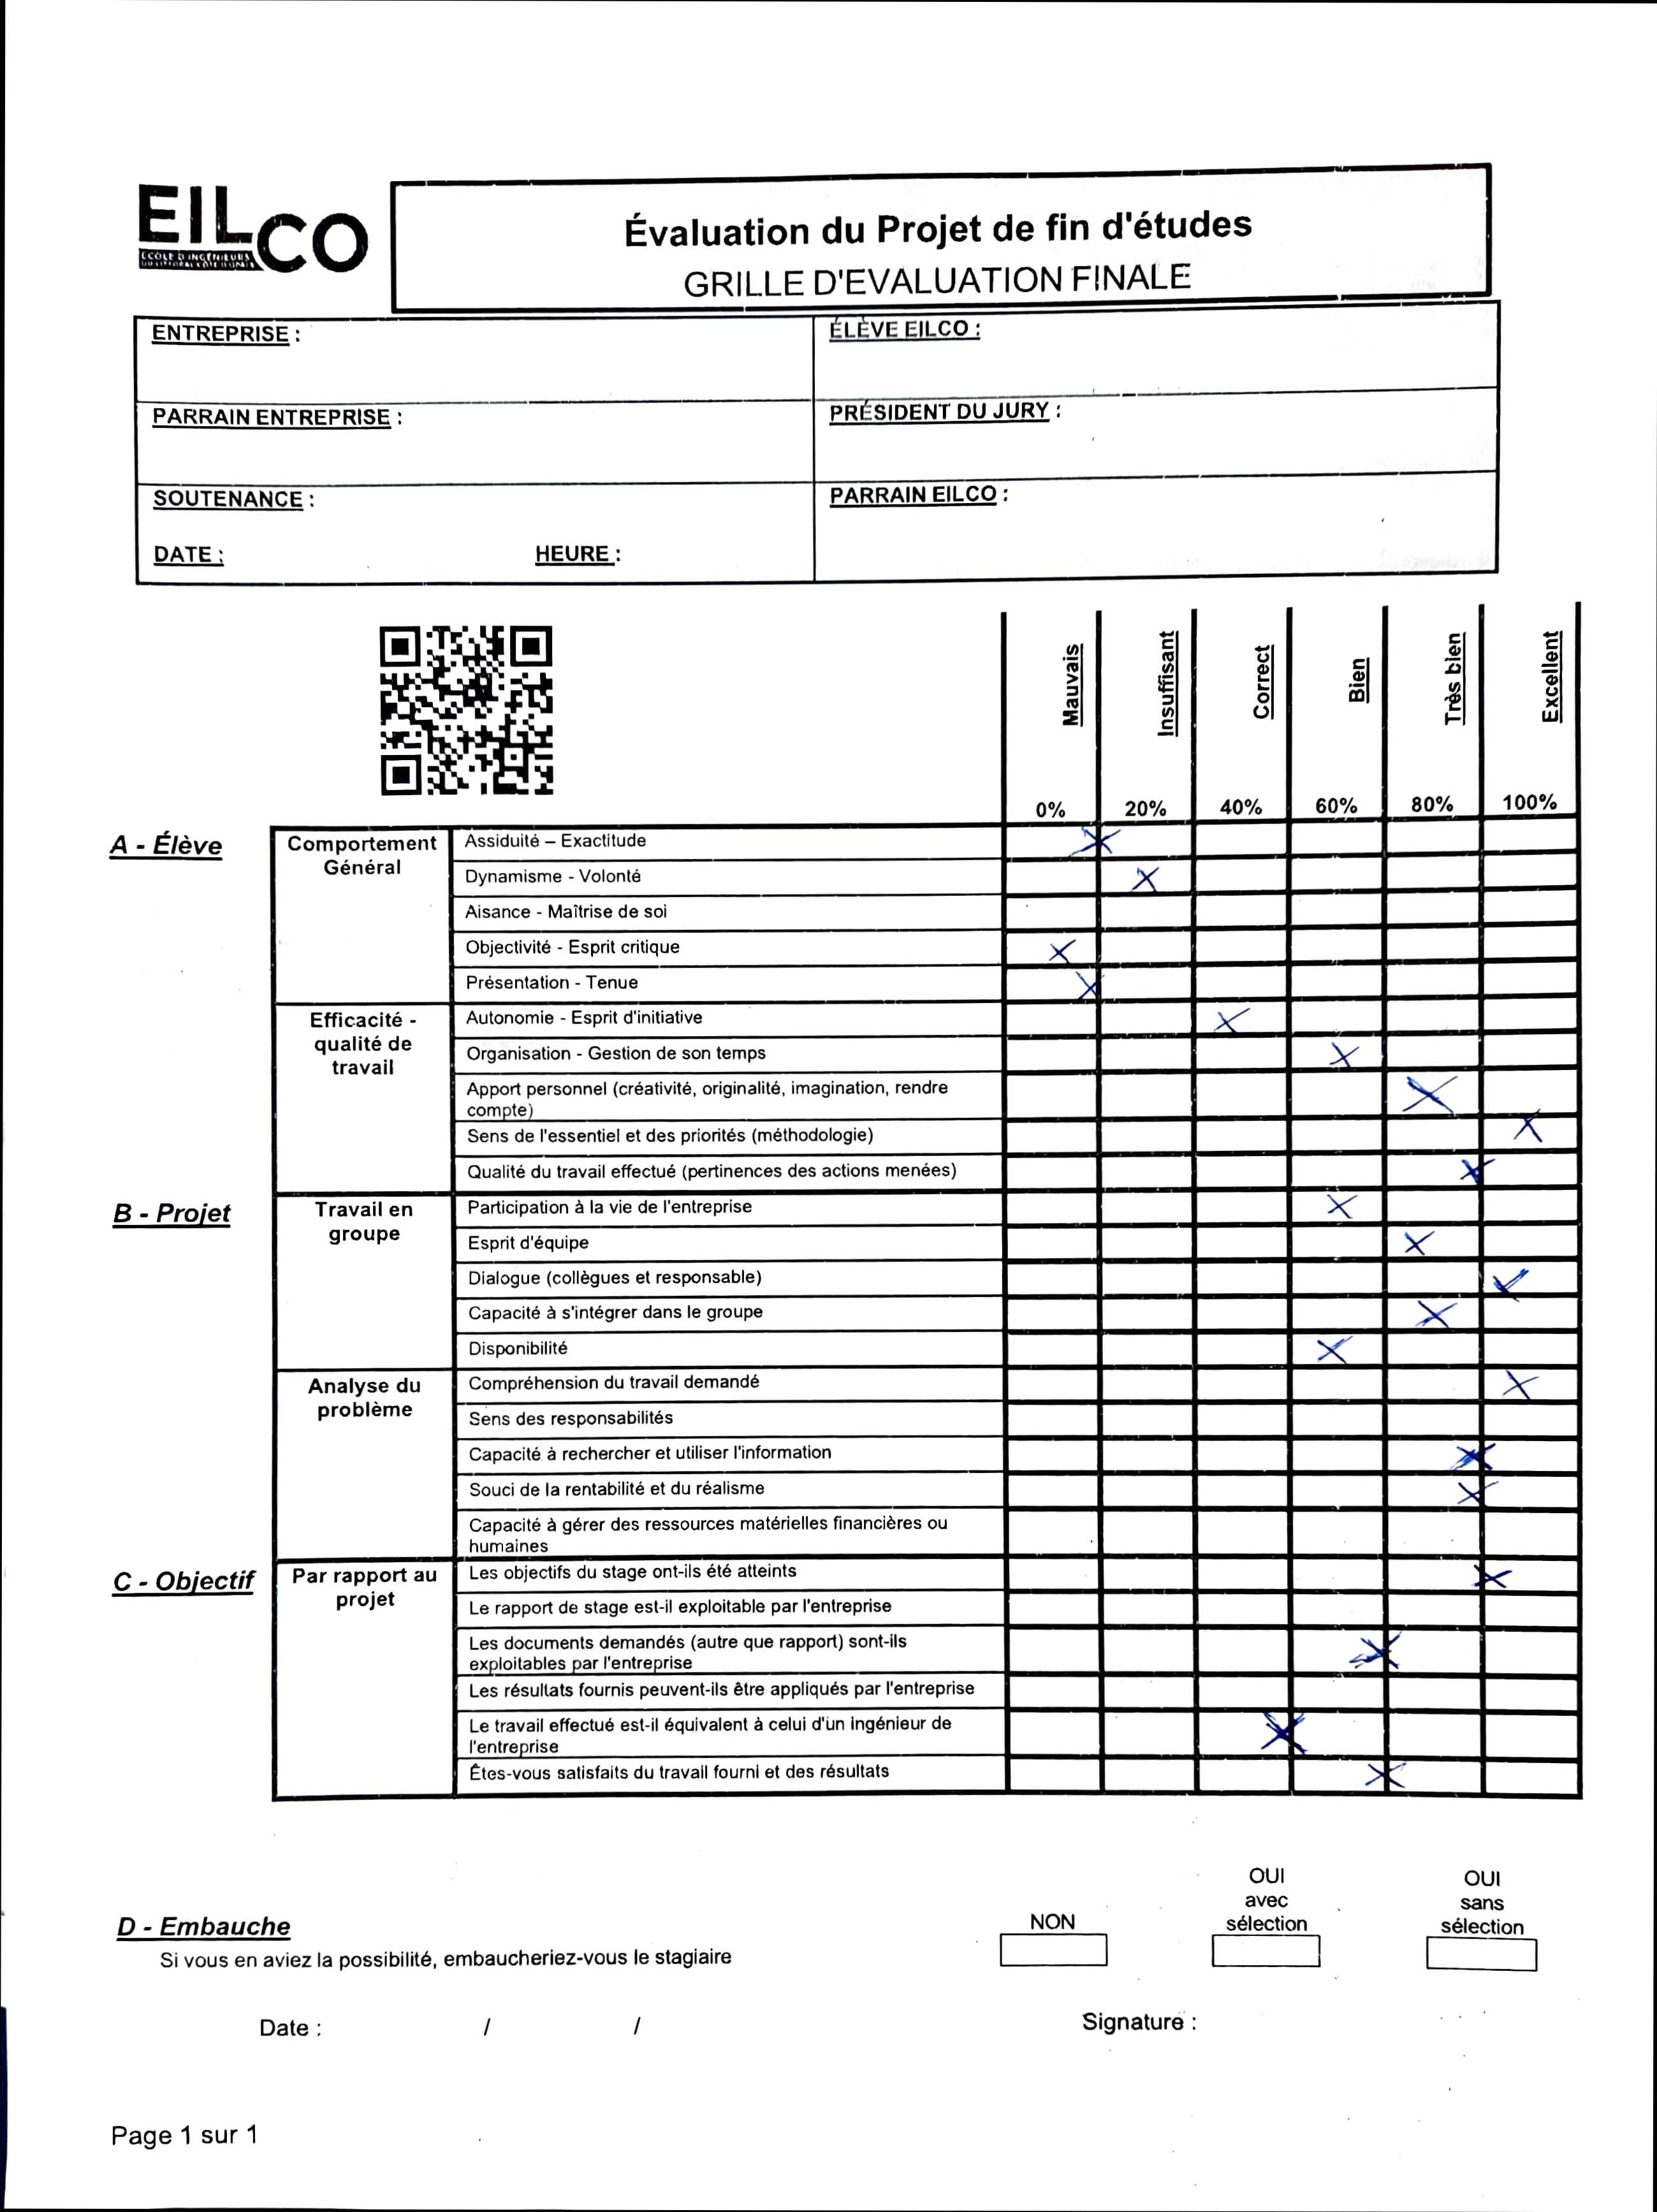 EILCO
ÉCOLE D'INGÉNIEURS
DU LITTORAL CÔTE D'OPALE
Évaluation du Projet de fin d'études
GRILLE D'EVALUATION FINALE
ENTREPRISE :
ÉLÈVE EILCO :
PARRAIN ENTREPRISE :
PRÉSIDENT DU JURY :
SOUTENANCE :
PARRAIN EILCO :
DATE :
HEURE :
Mauvais
Insuffisant
Correct
Bien
Très bien
Excellent
0% 20% 40% 60% 80% 100%
A - Élève
Comportement
Général
Assiduité – Exactitude
Dynamisme - Volonté
Aisance - Maîtrise de soi
Objectivité - Esprit critique
Présentation - Tenue
Efficacité -
qualité de
travail
Autonomie - Esprit d'initiative
Organisation - Gestion de son temps
Apport personnel (créativité, originalité, imagination, rendre
compte)
Sens de l'essentiel et des priorités (méthodologie)
Qualité du travail effectué (pertinences des actions menées)
B - Projet
Travail en
groupe
Participation à la vie de l'entreprise
Esprit d'équipe
Dialogue (collègues et responsable)
Capacité à s'intégrer dans le groupe
Disponibilité
Analyse du
problème
Compréhension du travail demandé
Sens des responsabilités
Capacité à rechercher et utiliser l'information
Souci de la rentabilité et du réalisme
Capacité à gérer des ressources matérielles financières ou
humaines
C - Objectif
Par rapport au
projet
Les objectifs du stage ont-ils été atteints
Le rapport de stage est-il exploitable par l'entreprise
Les documents demandés (autre que rapport) sont-ils
exploitables par l'entreprise
Les résultats fournis peuvent-ils être appliqués par l'entreprise
Le travail effectué est-il équivalent à celui d'un ingénieur de
l'entreprise
Êtes-vous satisfaits du travail fourni et des résultats
D - Embauche
Si vous en aviez la possibilité, embaucheriez-vous le stagiaire
NON
OUI
avec
sélection
OUI
sans
sélection
Date : / /
Signature :
Page 1 sur 1